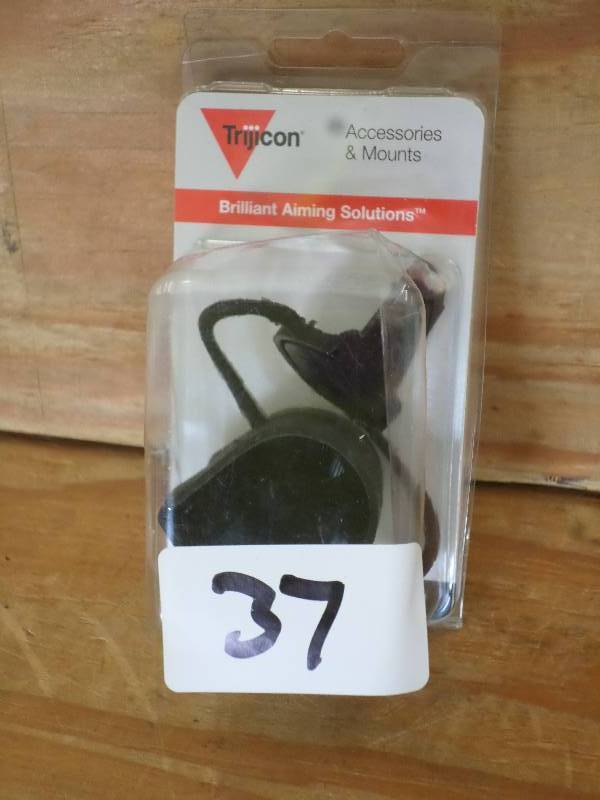 Trijicon®
Accessories
& Mounts
Brilliant Aiming Solutions™
37